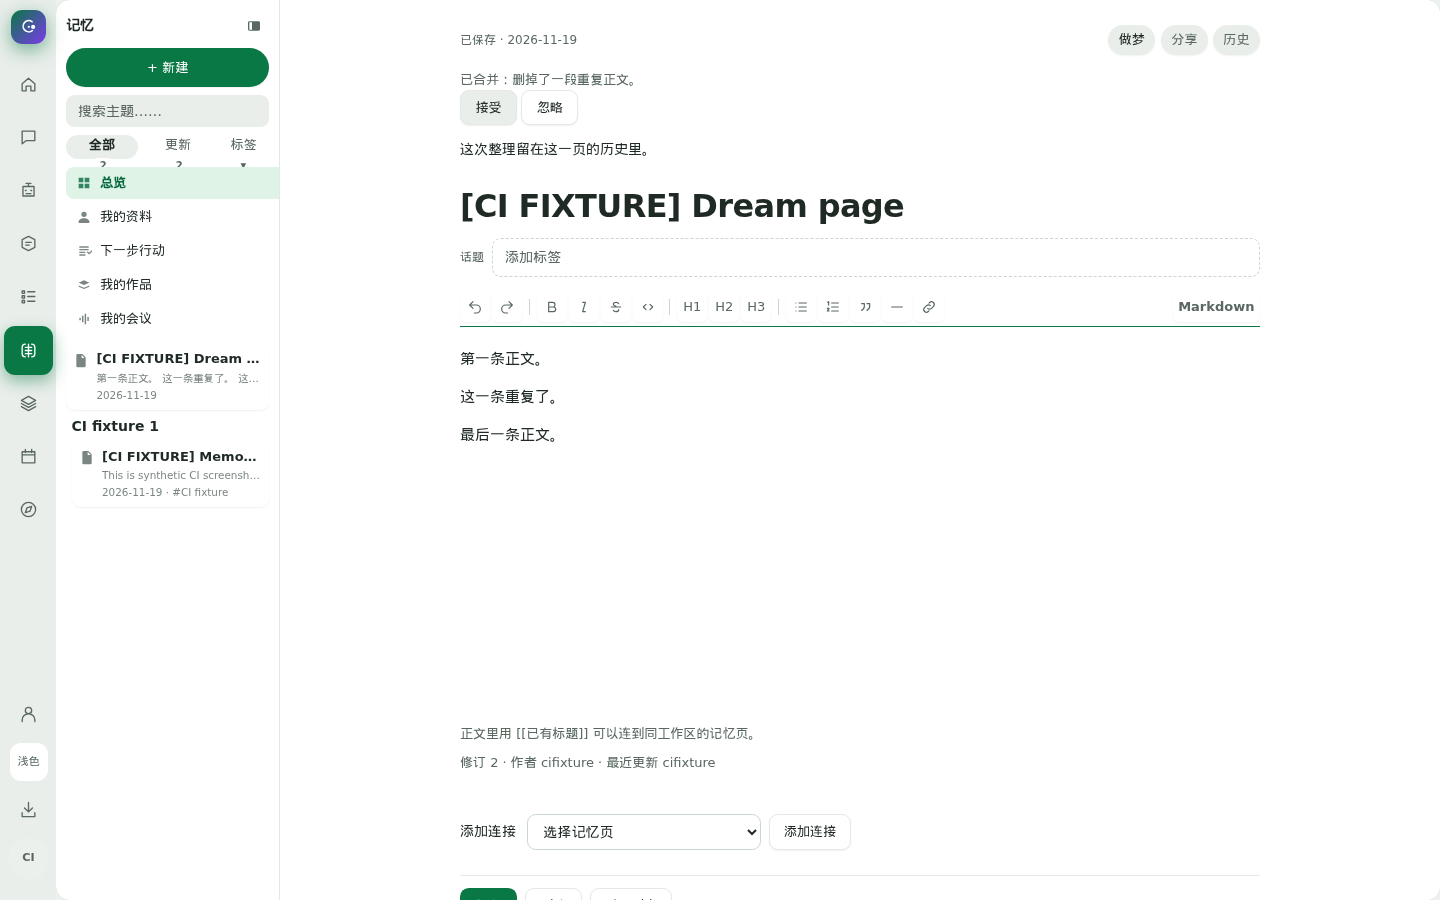 记忆
+ 新建
搜索主题……
全部 更新 标签
2 2 ▾
总览
我的资料
下一步行动
我的作品
我的会议
[CI FIXTURE] Dream …
第一条正文。 这一条重复了。 这…
2026-11-19
CI fixture 1
[CI FIXTURE] Memo…
This is synthetic CI screensh…
2026-11-19 · #CI fixture
浅色
CI
已保存 · 2026-11-19
做梦 分享 历史
已合并：删掉了一段重复正文。
接受 忽略
这次整理留在这一页的历史里。
[CI FIXTURE] Dream page
话题 添加标签
B I S <> H1 H2 H3 Markdown
第一条正文。
这一条重复了。
最后一条正文。
正文里用 [[已有标题]] 可以连到同工作区的记忆页。
修订 2 · 作者 cifixture · 最近更新 cifixture
添加连接 选择记忆页 添加连接